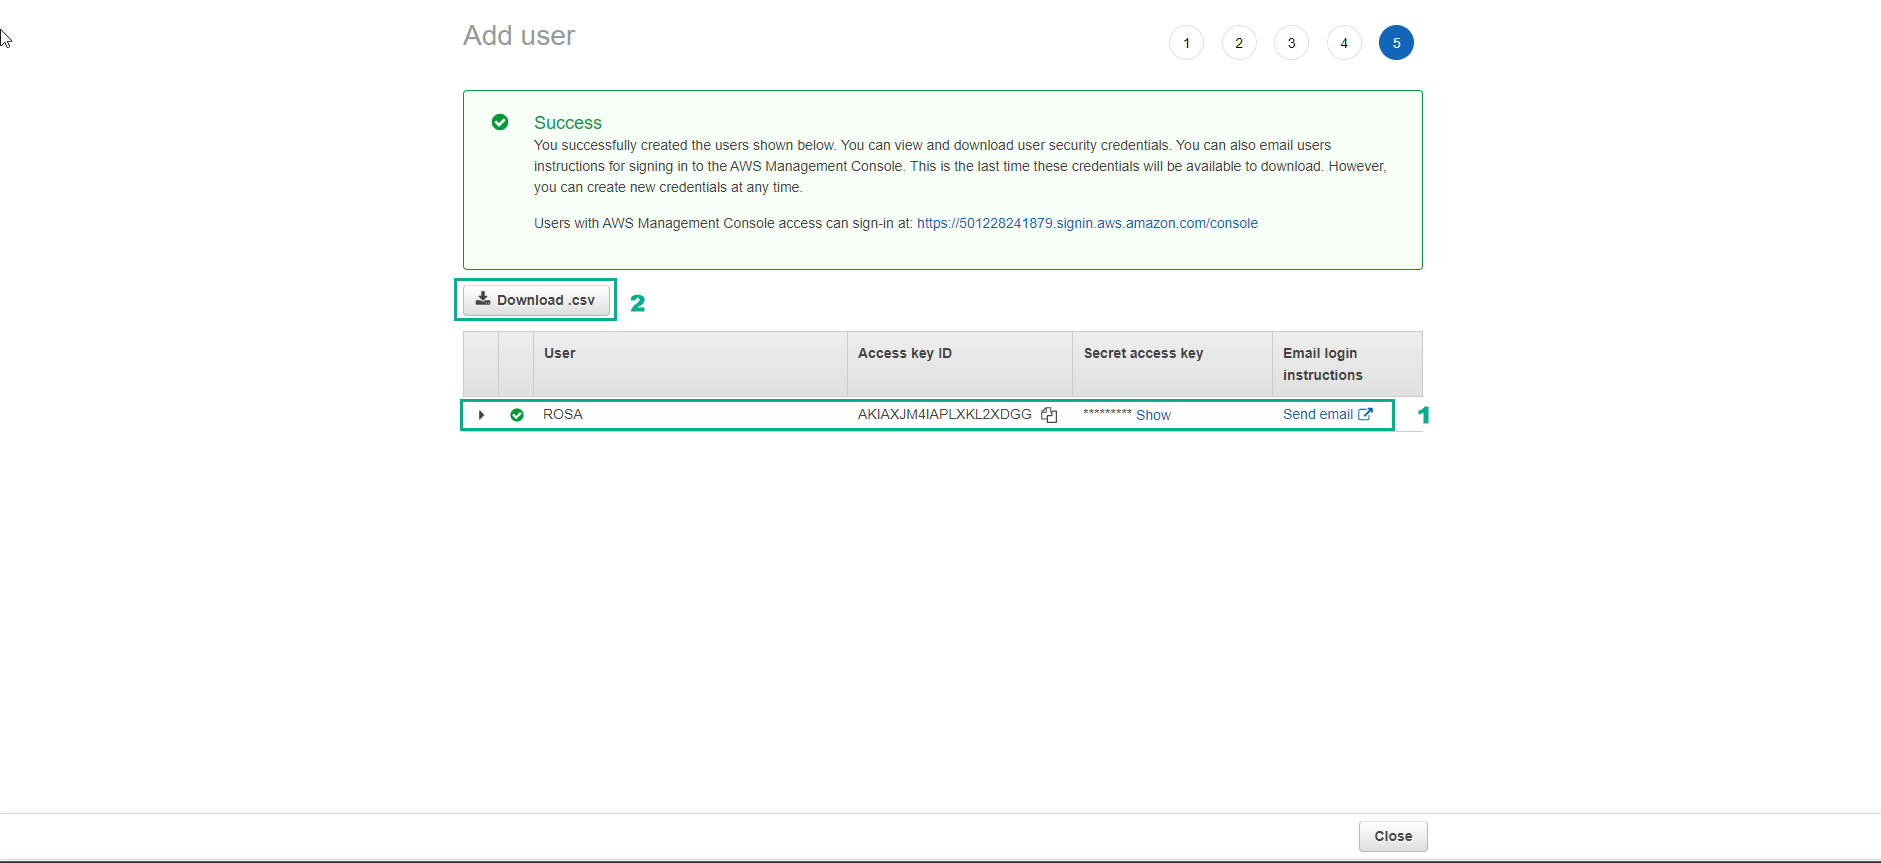 Add user
1 2 3 4 5
Success
You successfully created the users shown below. You can view and download user security credentials. You can also email users
instructions for signing in to the AWS Management Console. This is the last time these credentials will be available to download. However,
you can create new credentials at any time.
Users with AWS Management Console access can sign-in at: https://501228241879.signin.aws.amazon.com/console
Download .csv 2
User Access key ID Secret access key Email login
instructions
ROSA AKIAXJM4IAPLXKL2XDGG ********* Show Send email 1
Close